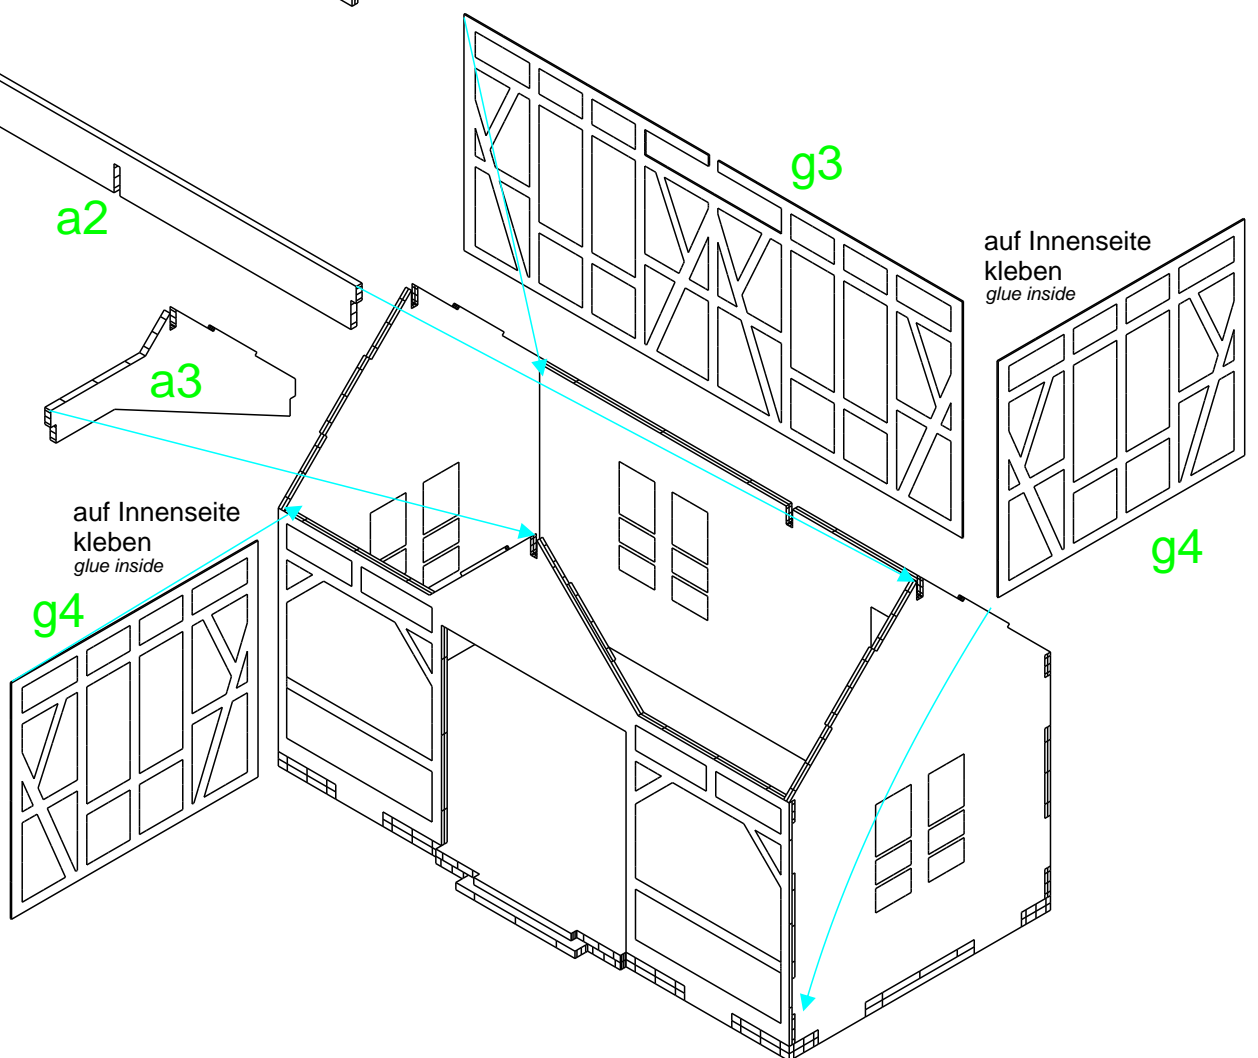 g3
a2
auf Innenseite
kleben
glue inside
a3
auf Innenseite
kleben
glue inside
g4
g4